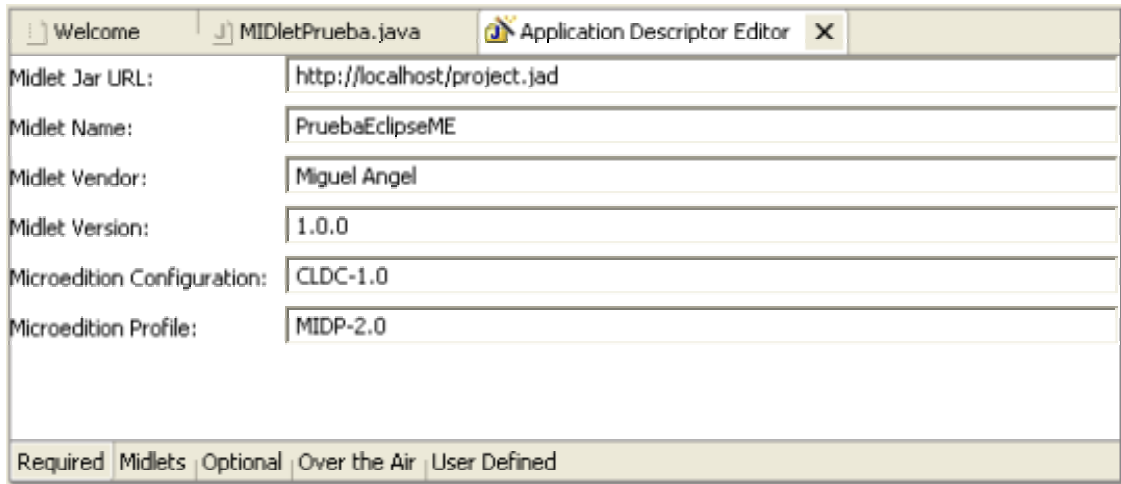 Welcome MIDletPrueba.java Application Descriptor Editor X
Midlet Jar URL: http://localhost/project.jad
Midlet Name: PruebaEclipseME
Midlet Vendor: Miguel Angel
Midlet Version: 1.0.0
Microedition Configuration: CLDC-1.0
Microedition Profile: MIDP-2.0
Required Midlets Optional Over the Air User Defined